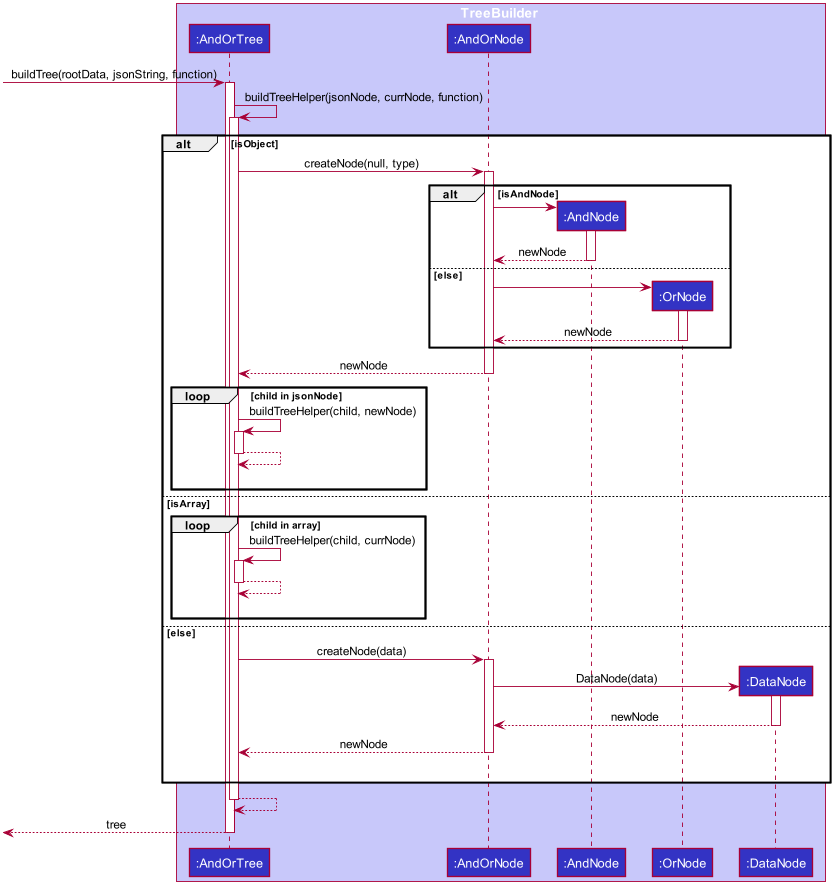 TreeBuilder
:AndOrTree
:AndOrNode
buildTree(rootData, jsonString, function)
buildTreeHelper(jsonNode, currNode, function)
alt
[isObject]
createNode(null, type)
alt
[isAndNode]
:AndNode
newNode
[else]
:OrNode
newNode
newNode
loop
[child in jsonNode]
buildTreeHelper(child, newNode)
[isArray]
loop
[child in array]
buildTreeHelper(child, currNode)
[else]
createNode(data)
DataNode(data)
:DataNode
newNode
newNode
tree
:AndOrTree
:AndOrNode
:AndNode
:OrNode
:DataNode